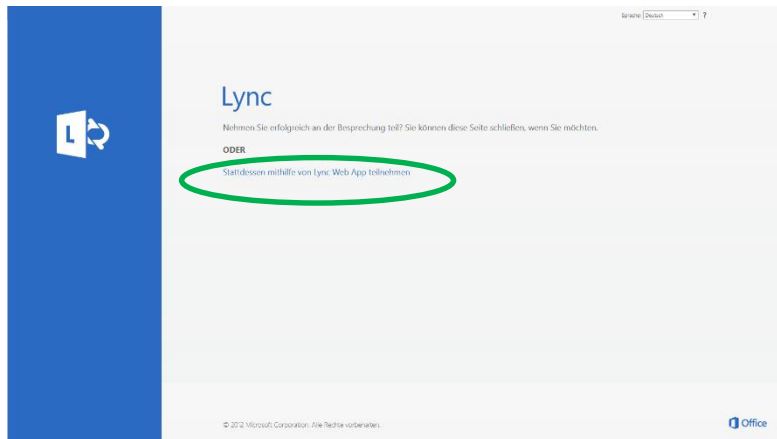 Sprache: Deutsch ?
Lync
L
Nehmen Sie erfolgreich an der Besprechung teil? Sie können diese Seite schließen, wenn Sie möchten.
ODER
Stattdessen mithilfe von Lync Web App teilnehmen
© 2012 Microsoft Corporation. Alle Rechte vorbehalten.
Office